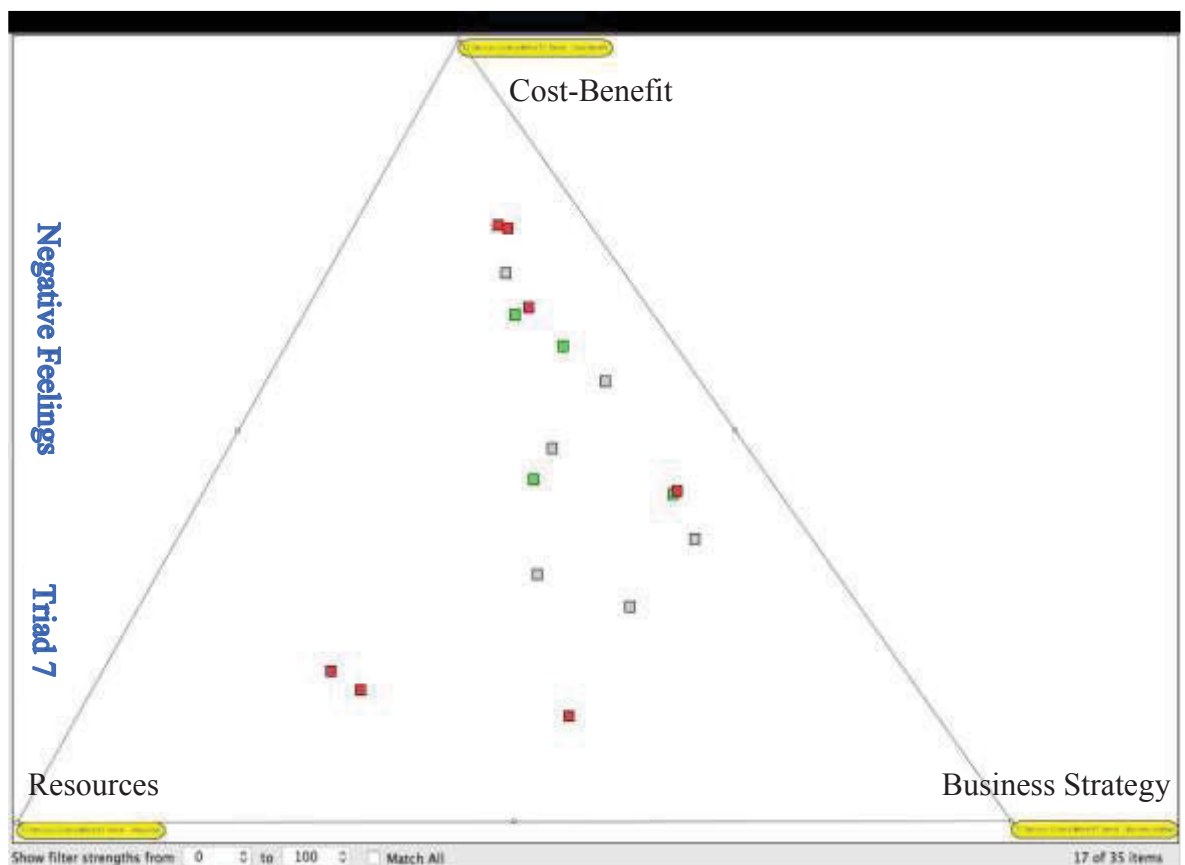 Cost-Benefit
Negative Feelings
Triad 7
Resources
Business Strategy
Show filter strengths from 0 to 100 Match All
17 of 35 items